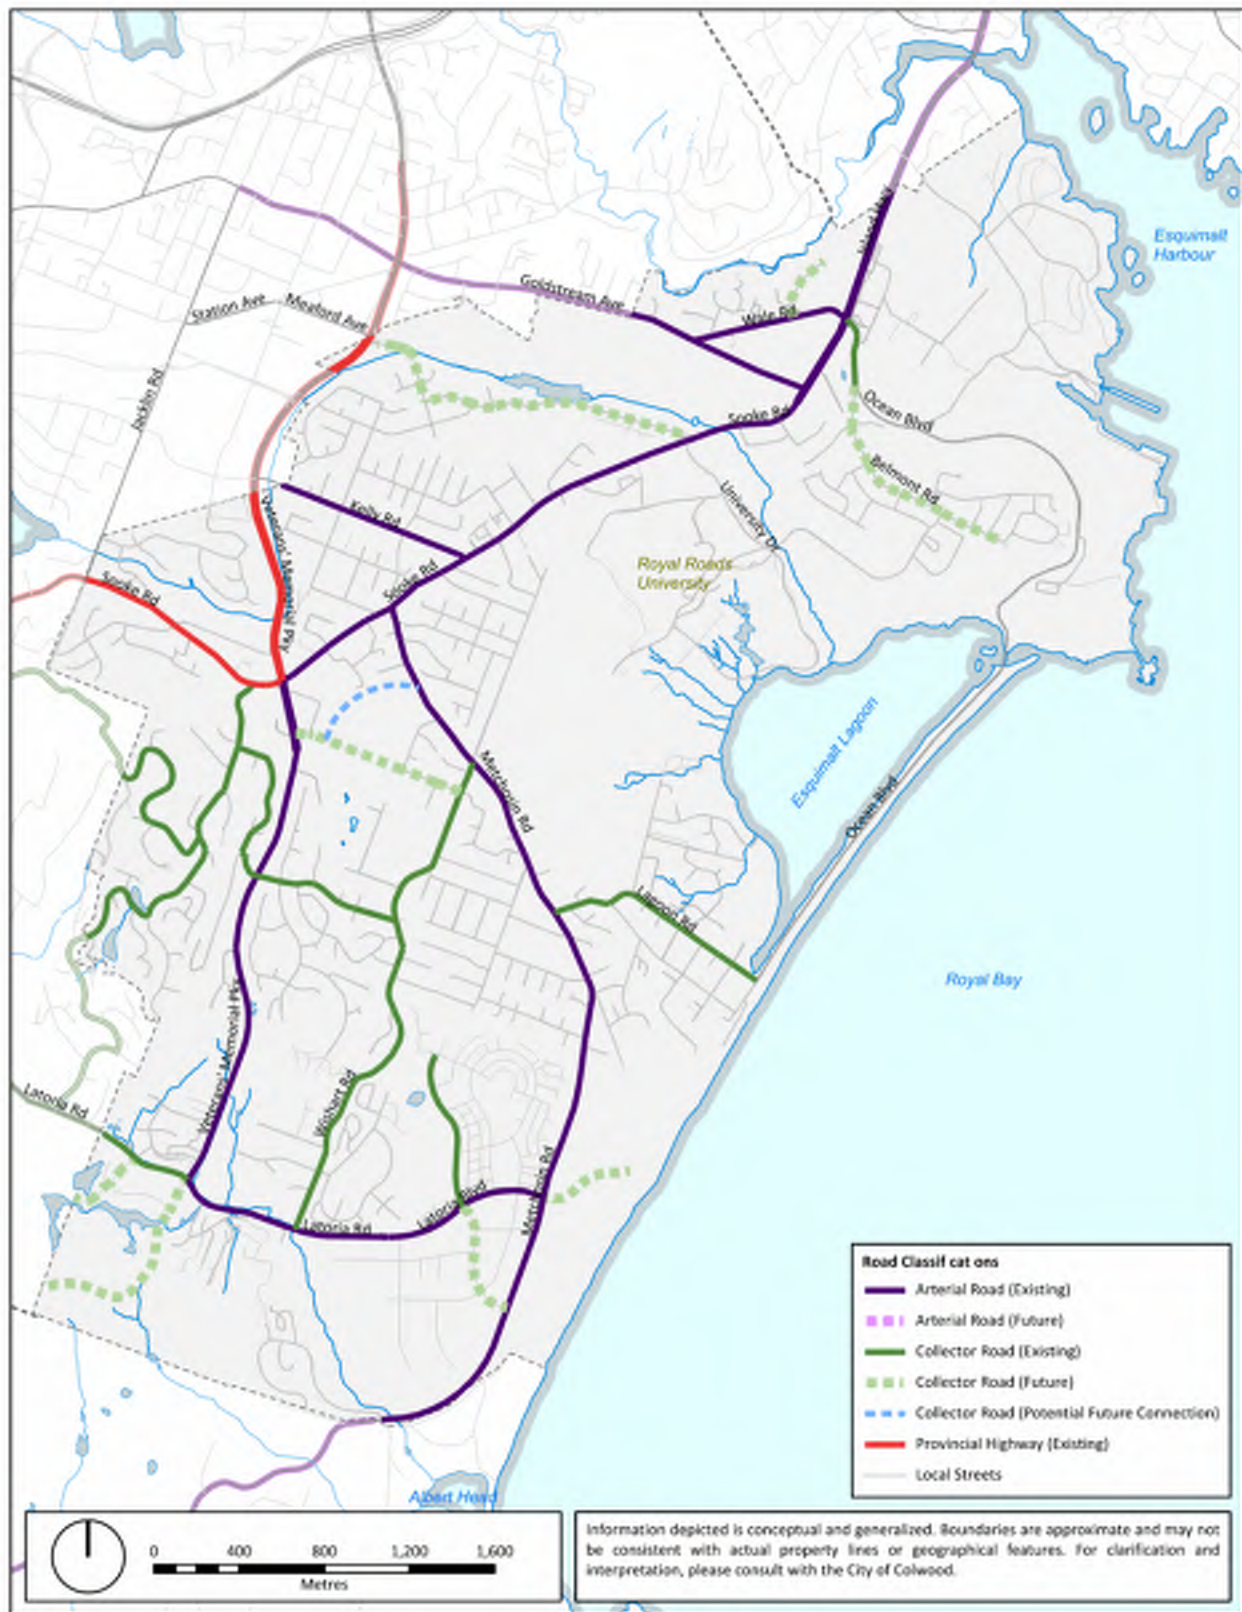 Esquimalt
Harbour
Island Hwy
Goldstream Ave
Station Ave
Meaford Ave
Wale Rd
Jacklin Rd
Sooke Rd
Ocean Blvd
Belmont Rd
Kelly Rd
University Dr
Veterans' Memorial Pky
Royal Roads
University
Sooke Rd
Sooke Rd
Esquimalt Lagoon
Metchosin Rd
Ocean Blvd
Lagoon Rd
Royal Bay
Veterans' Memorial Pky
Latoria Rd
Wishart Rd
Metchosin Rd
Latoria Blvd
Latoria Rd
Road Classif cat ons
Arterial Road (Existing)
Arterial Road (Future)
Collector Road (Existing)
Collector Road (Future)
Collector Road (Potential Future Connection)
Provincial Highway (Existing)
Local Streets
Albert Head
0 400 800 1,200 1,600
Metres
Information depicted is conceptual and generalized. Boundaries are approximate and may not
be consistent with actual property lines or geographical features. For clarification and
interpretation, please consult with the City of Colwood.